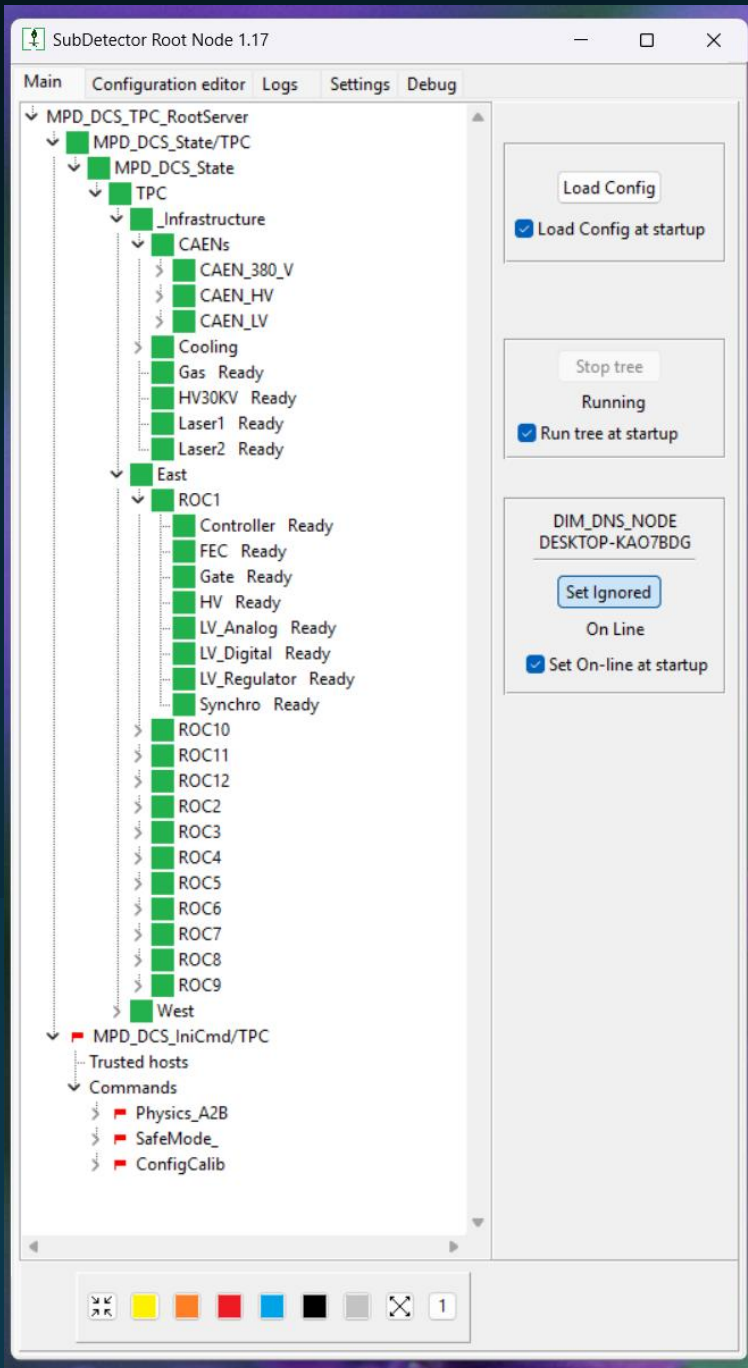 SubDetector Root Node 1.17
Main Configuration editor Logs Settings Debug
MPD_DCS_TPC_RootServer
MPD_DCS_State/TPC
MPD_DCS_State
TPC
_Infrastructure
CAENs
CAEN_380_V
CAEN_HV
CAEN_LV
Cooling
Gas Ready
HV30KV Ready
Laser1 Ready
Laser2 Ready
East
ROC1
Controller Ready
FEC Ready
Gate Ready
HV Ready
LV_Analog Ready
LV_Digital Ready
LV_Regulator Ready
Synchro Ready
ROC10
ROC11
ROC12
ROC2
ROC3
ROC4
ROC5
ROC6
ROC7
ROC8
ROC9
West
MPD_DCS_IniCmd/TPC
Trusted hosts
Commands
Physics_A2B
SafeMode_
ConfigCalib
Load Config
Load Config at startup
Stop tree
Running
Run tree at startup
DIM_DNS_NODE
DESKTOP-KAO7BDG
Set Ignored
On Line
Set On-line at startup
1